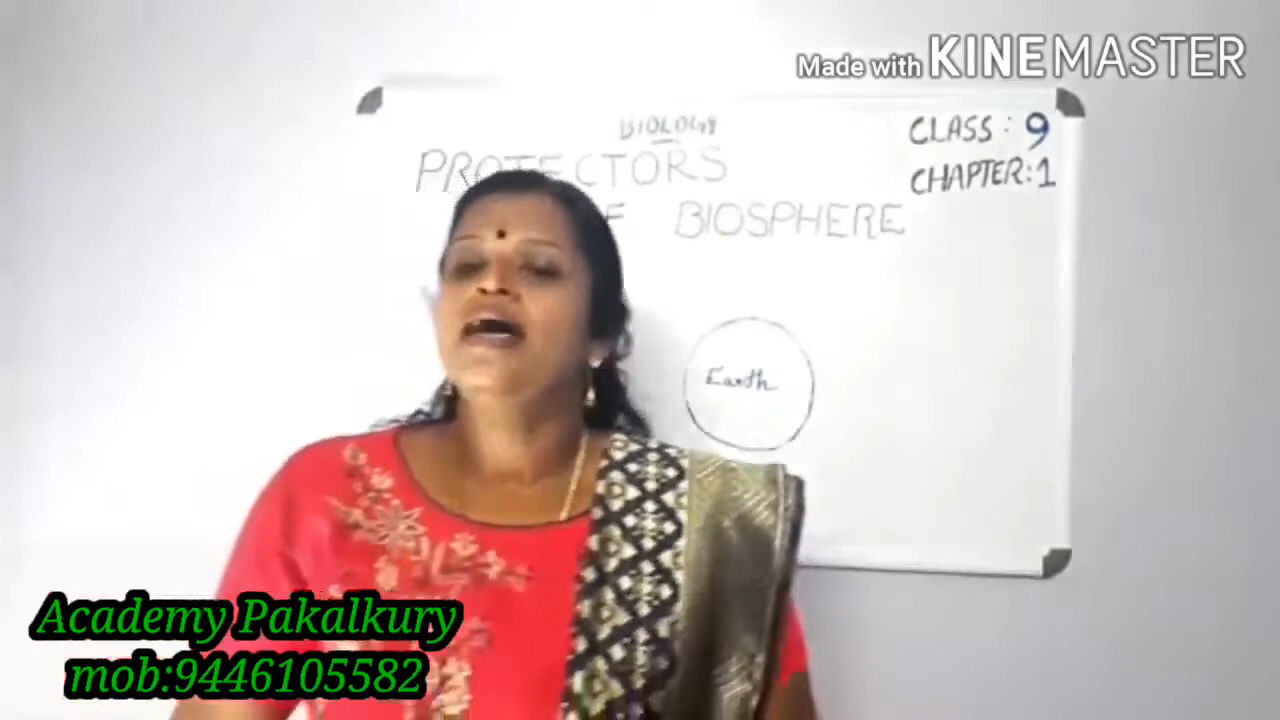 Made with KINEMASTER
BIOLOGY
CLASS: 9
PROTECTORS
CHAPTER:1
BIOSPHERE
Earth
Academy Pakalkury
mob:9446105582